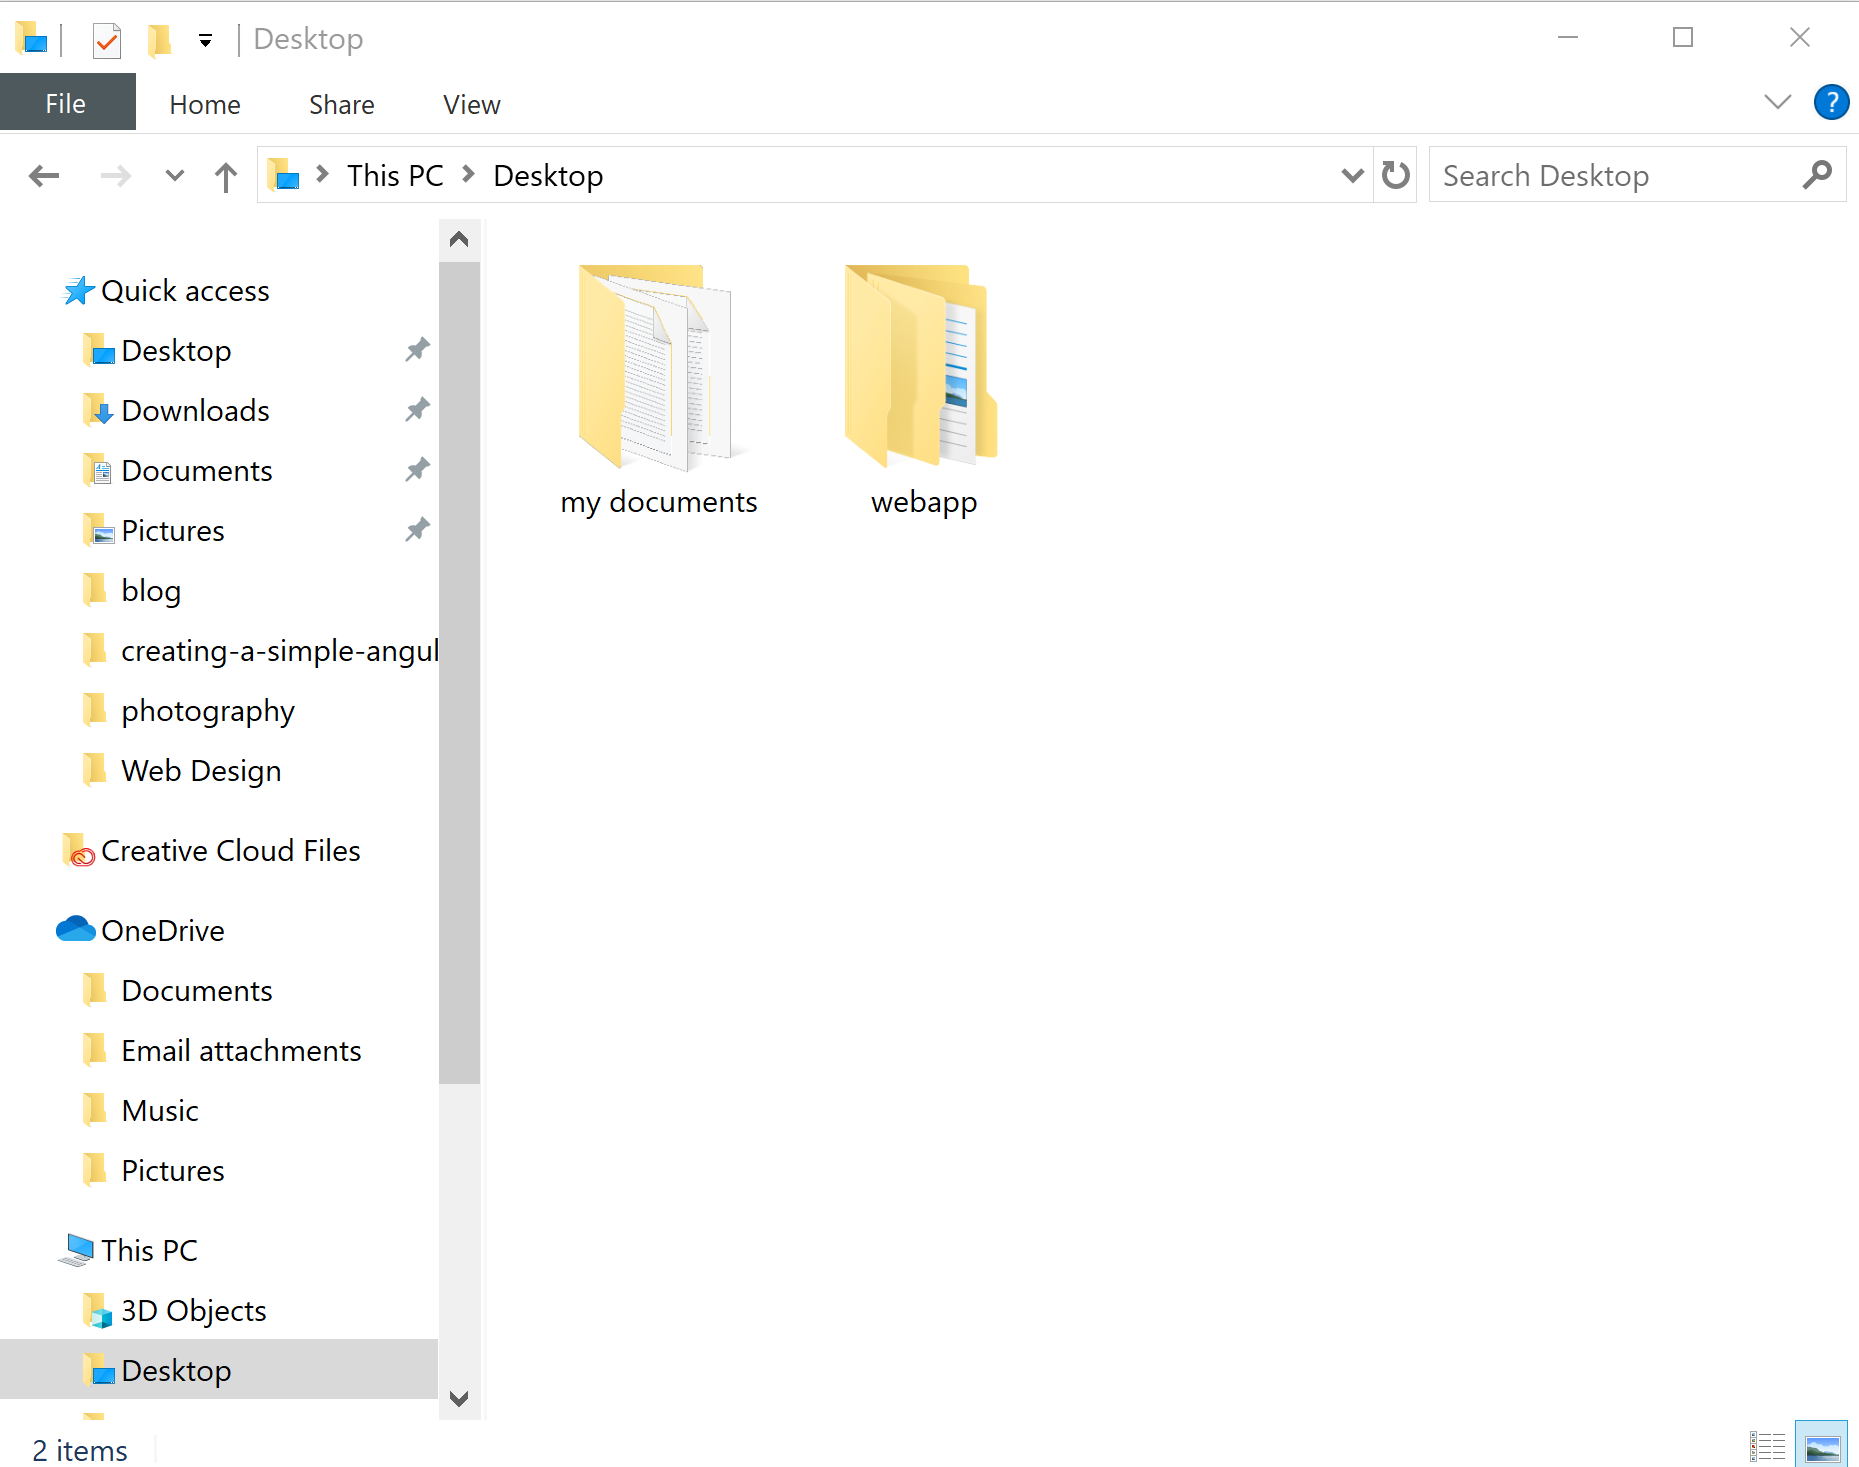 Desktop
File Home Share View ?
This PC Desktop Search Desktop
Quick access
Desktop
Downloads
Documents
Pictures
blog
creating-a-simple-angul
photography
Web Design
Creative Cloud Files
OneDrive
Documents
Email attachments
Music
Pictures
This PC
3D Objects
Desktop
my documents webapp
2 items